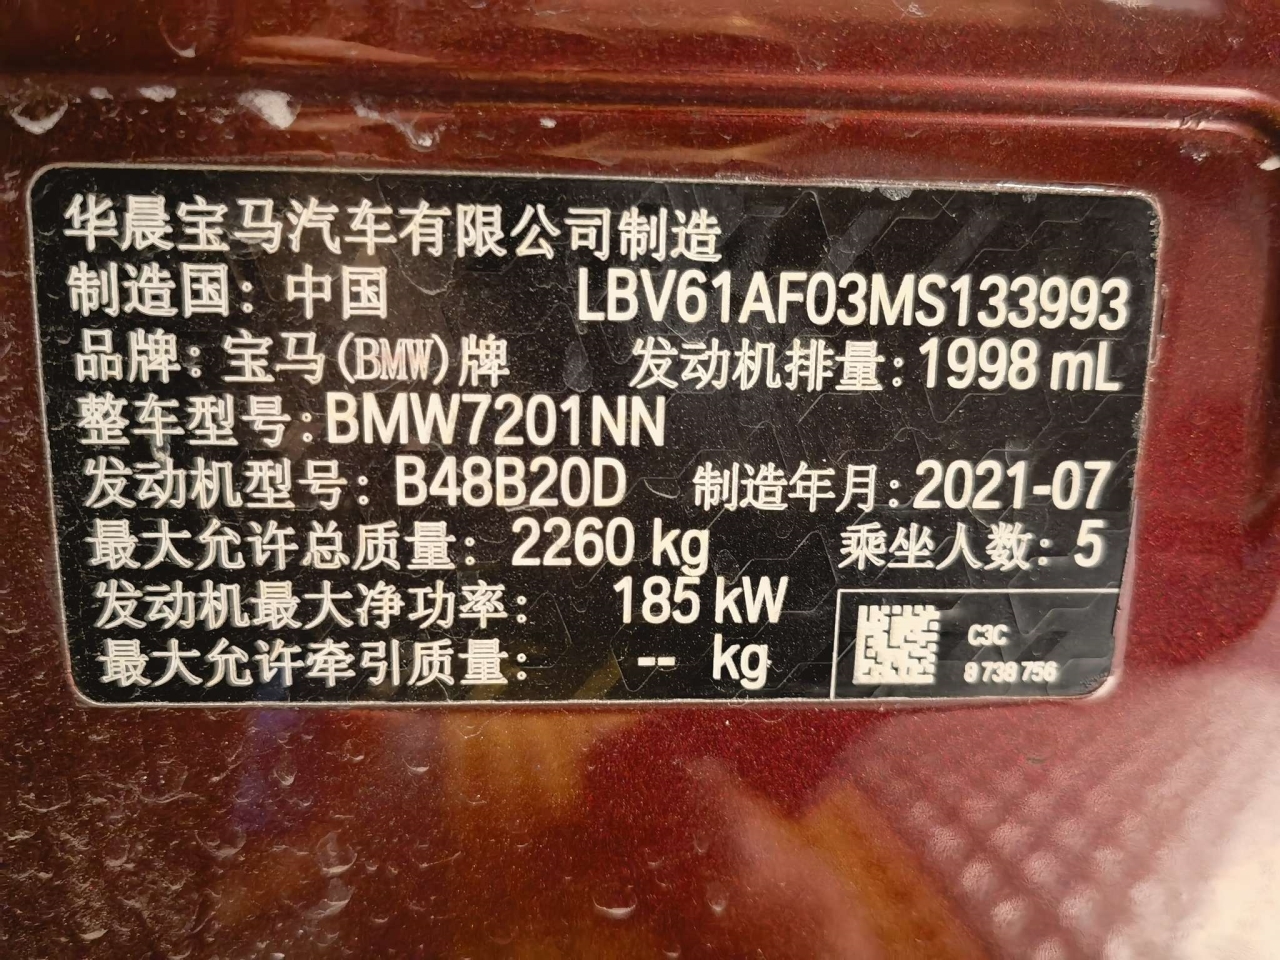 华晨宝马汽车有限公司制造
制造国：中国 LBV61AF03MS133993
品牌：宝马(BMW)牌 发动机排量：1998 mL
整车型号：BMW7201NN
发动机型号：B48B20D 制造年月：2021-07
最大允许总质量：2260 kg 乘坐人数：5
发动机最大净功率：185 kW
最大允许牵引质量：-- kg
C3C
8 738 756